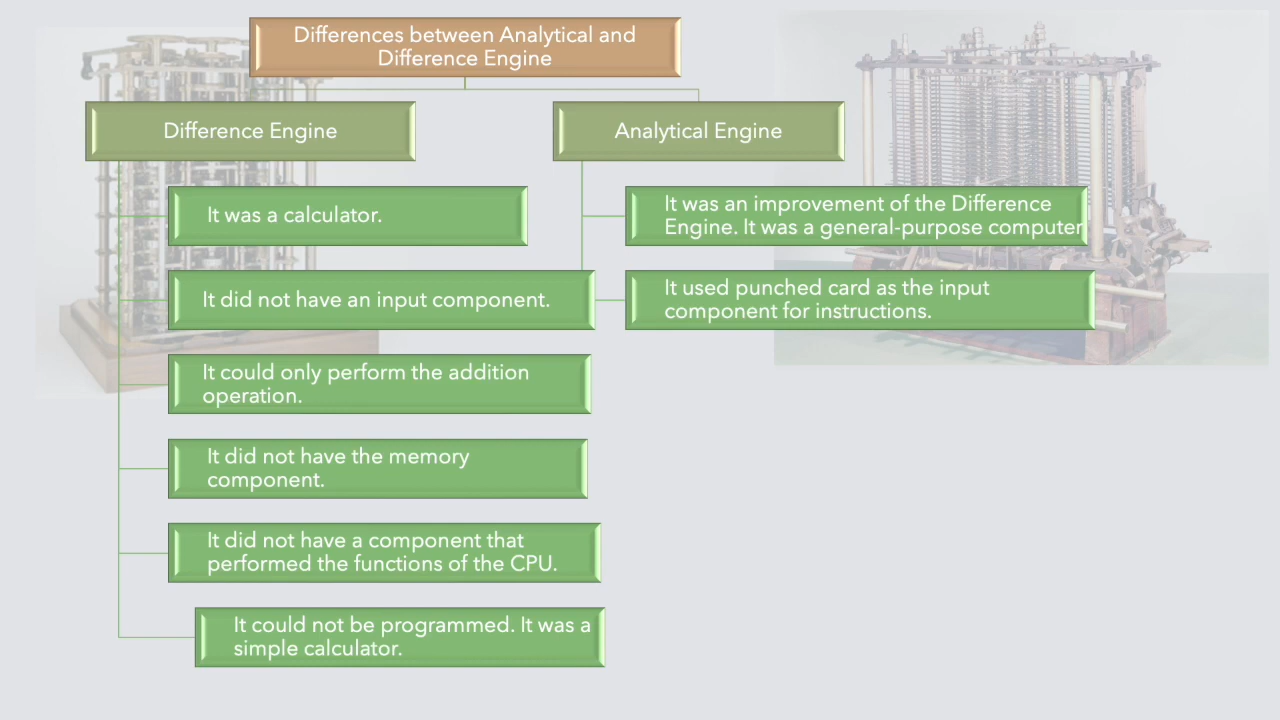 Differences between Analytical and
Difference Engine
Difference Engine
It was a calculator.
It did not have an input component.
It could only perform the addition
operation.
It did not have the memory
component.
It did not have a component that
performed the functions of the CPU.
It could not be programmed. It was a
simple calculator.
Analytical Engine
It was an improvement of the Difference
Engine. It was a general-purpose computer
It used punched card as the input
component for instructions.